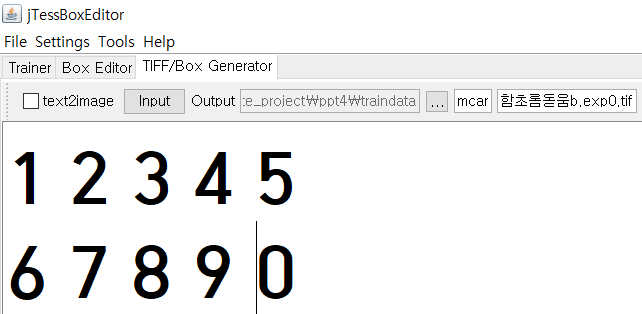 jTessBoxEditor
File Settings Tools Help
Trainer Box Editor TIFF/Box Generator
text2image Input Output :e_project₩ppt4₩traindata ... mcar 함초롬돋움b.exp0.tif
1 2 3 4 5
6 7 8 9 0